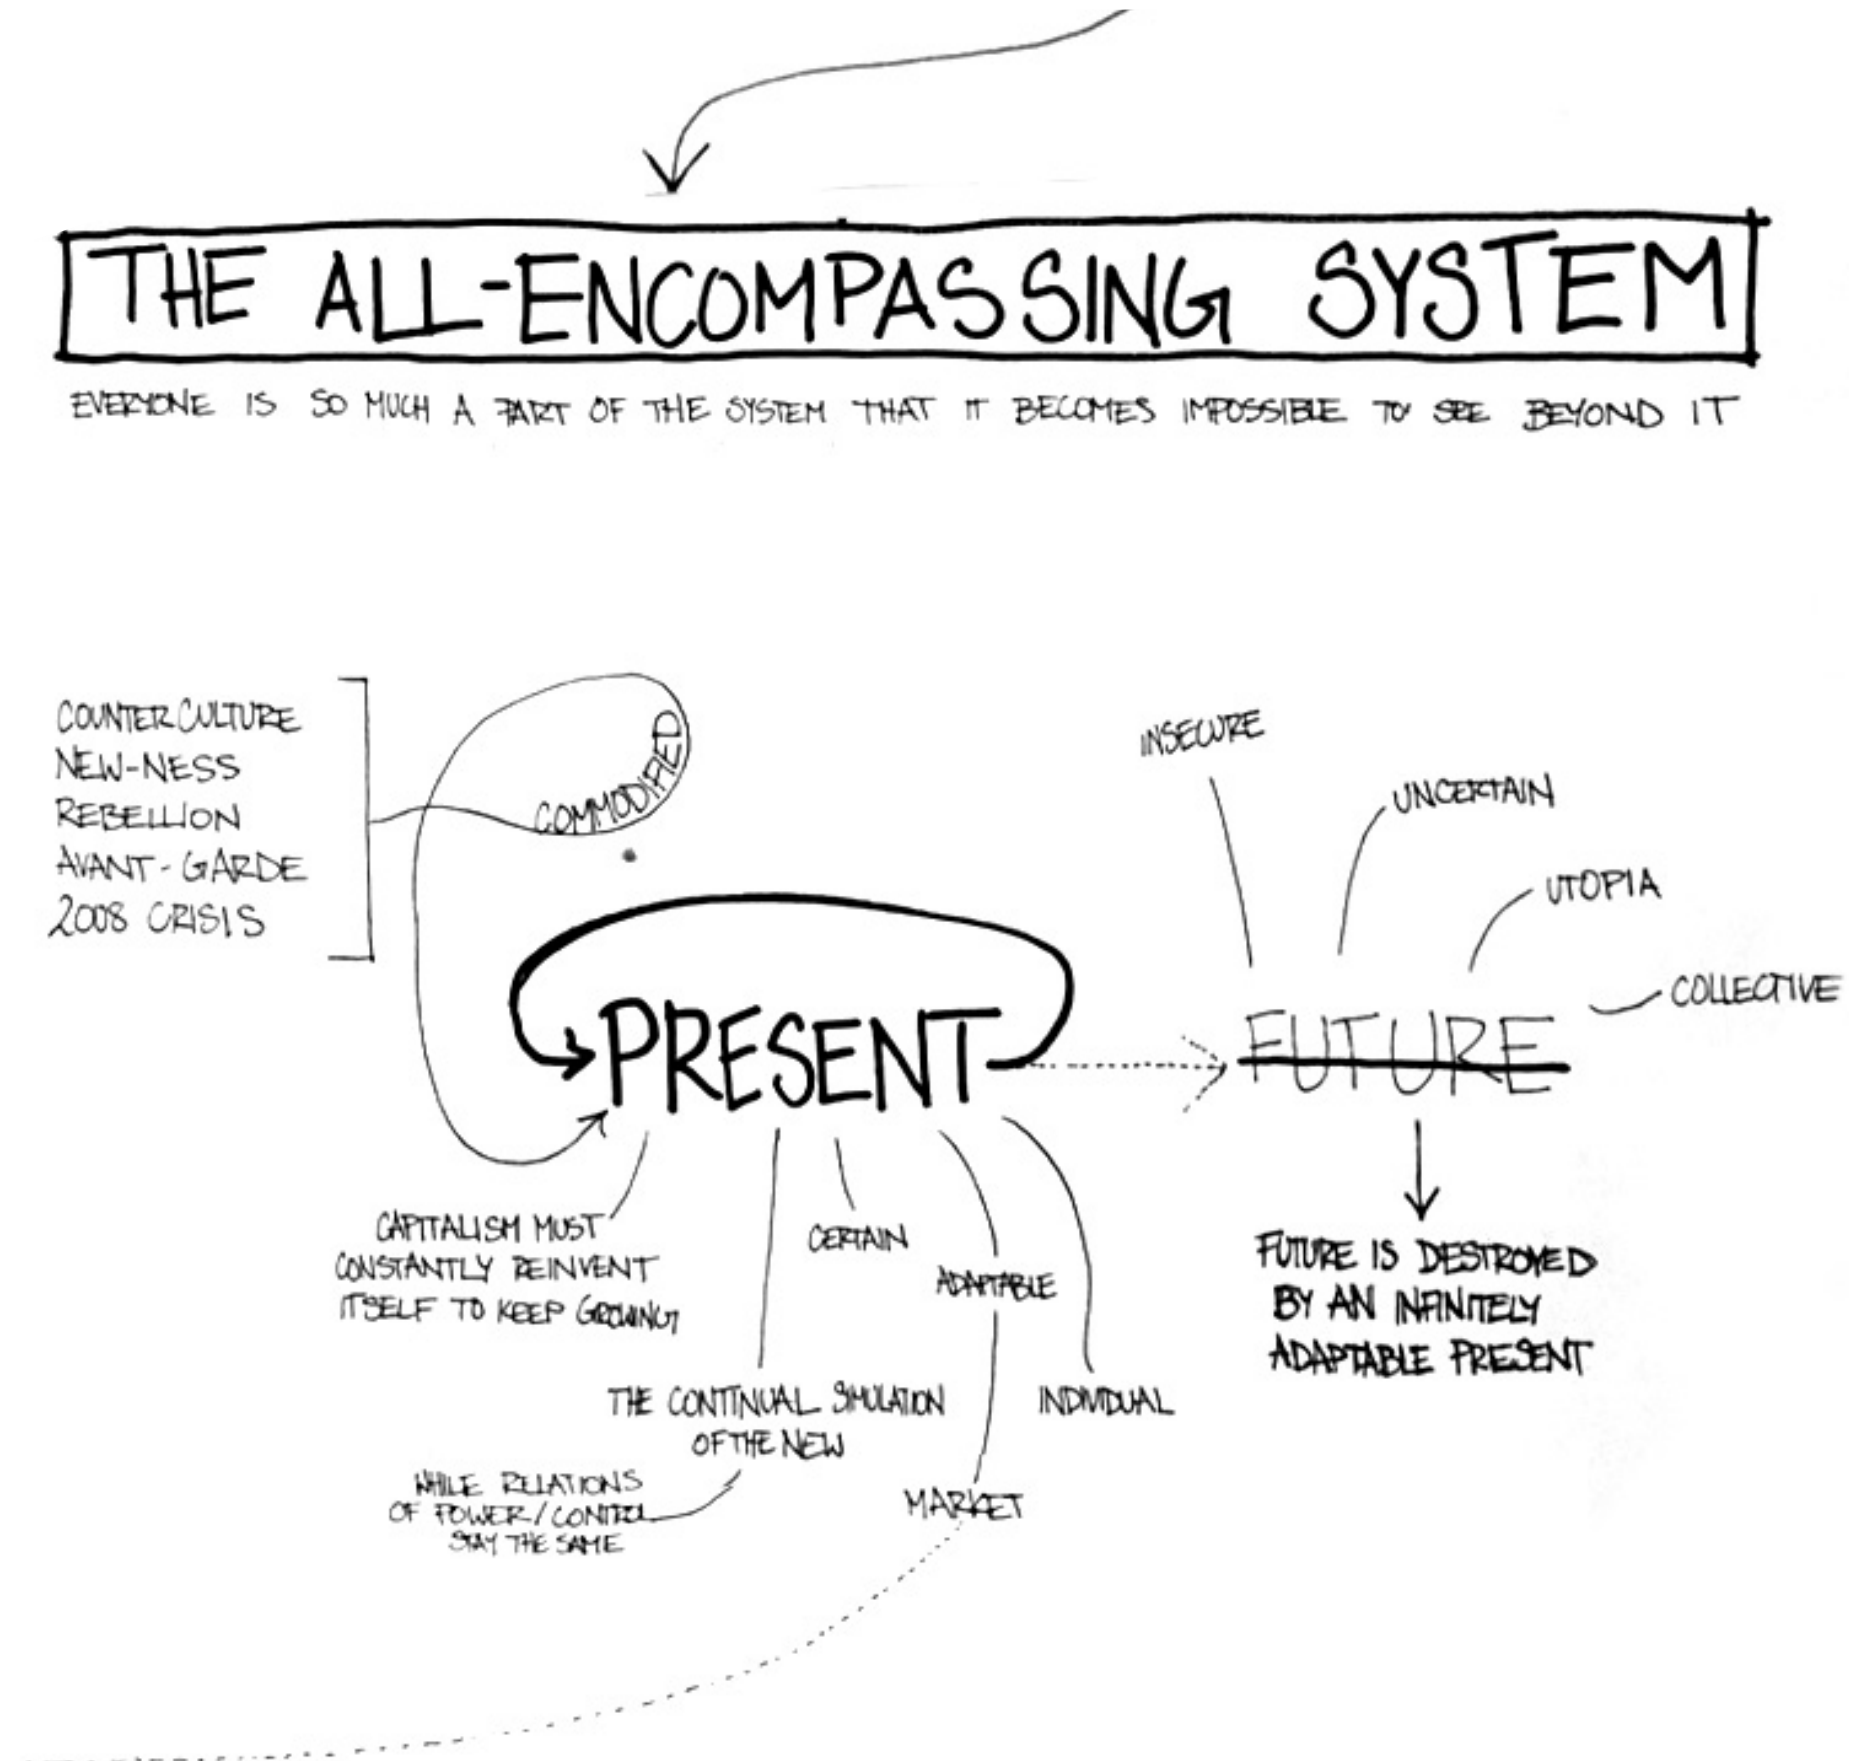 THE ALL-ENCOMPASSING SYSTEM
EVERYONE IS SO MUCH A PART OF THE SYSTEM THAT IT BECOMES IMPOSSIBLE TO SEE BEYOND IT
COUNTERCULTURE
NEW-NESS
REBELLION
AVANT-GARDE
2008 CRISIS
COMMODIFIED
INSECURE
UNCERTAIN
UTOPIA
COLLECTIVE
PRESENT
FUTURE
CAPITALISM MUST
CONSTANTLY REINVENT
ITSELF TO KEEP GROWING
CERTAIN
ADAPTABLE
FUTURE IS DESTROYED
BY AN INFINITELY
ADAPTABLE PRESENT
THE CONTINUAL SIMULATION
OF THE NEW
INDIVIDUAL
WHILE RELATIONS
OF POWER/CONTROL
STAY THE SAME
MARKET